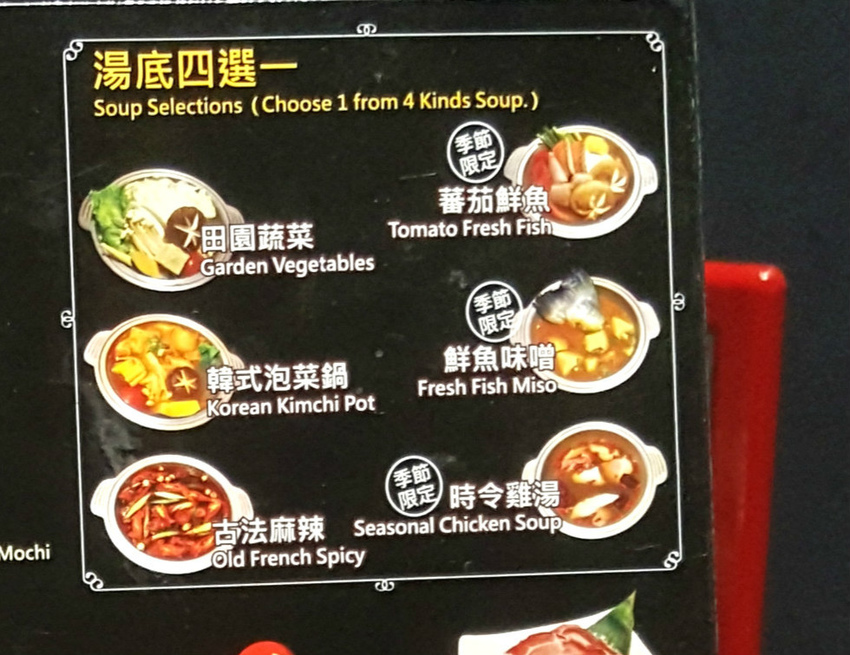 湯底四選一
Soup Selections (Choose 1 from 4 Kinds Soup.)
田園蔬菜
Garden Vegetables
韓式泡菜鍋
Korean Kimchi Pot
古法麻辣
Old French Spicy
季節
限定
蕃茄鮮魚
Tomato Fresh Fish
季節
限定
鮮魚味噌
Fresh Fish Miso
季節
限定
時令雞湯
Seasonal Chicken Soup
Mochi